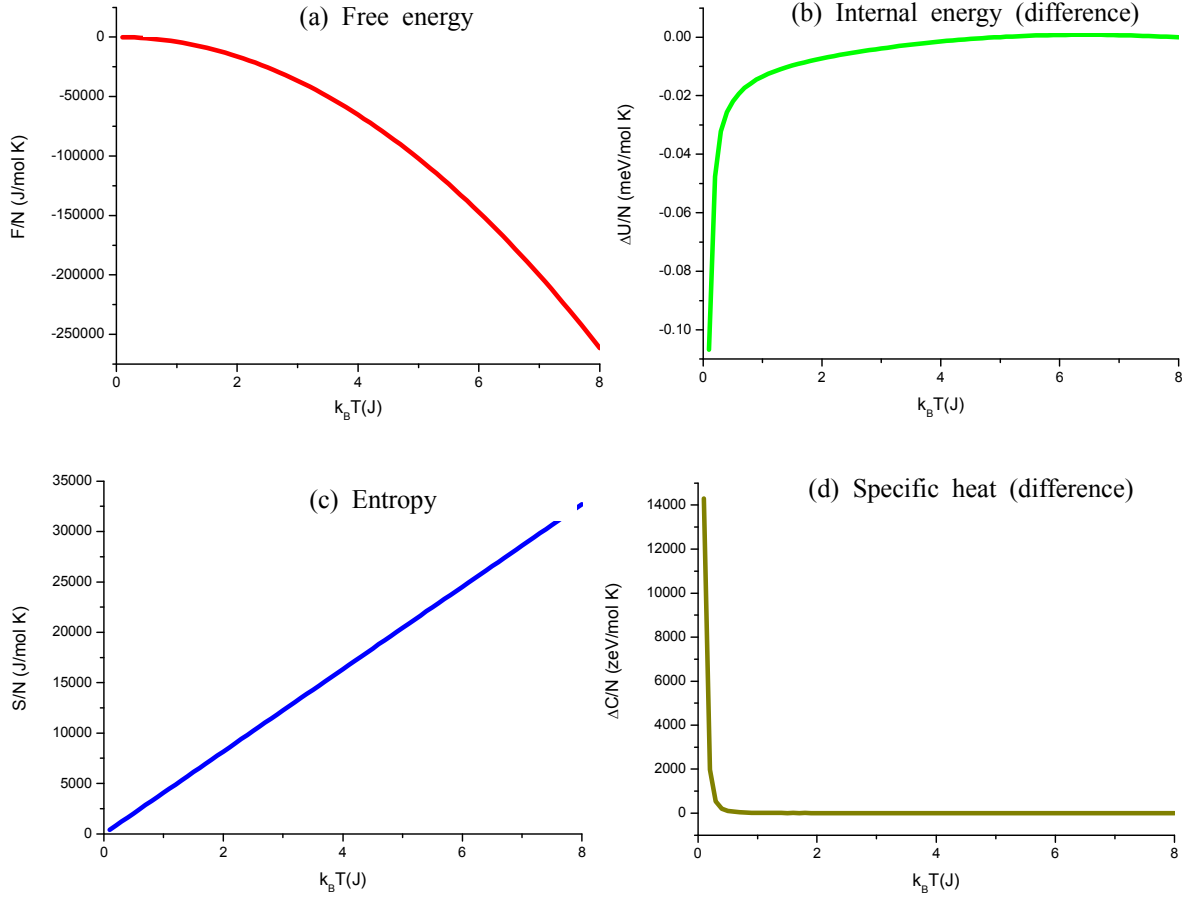 (a) Free energy
0
-50000
-100000
-150000
-200000
-250000
F/N (J/mol K)
0 2 4 6 8
k_BT(J)
(b) Internal energy (difference)
0.00
-0.02
-0.04
-0.06
-0.08
-0.10
ΔU/N (meV/mol K)
0 2 4 6 8
k_BT(J)
(c) Entropy
35000
30000
25000
20000
15000
10000
5000
0
S/N (J/mol K)
0 2 4 6 8
k_BT(J)
(d) Specific heat (difference)
14000
12000
10000
8000
6000
4000
2000
0
ΔC/N (zeV/mol K)
0 2 4 6 8
k_BT(J)